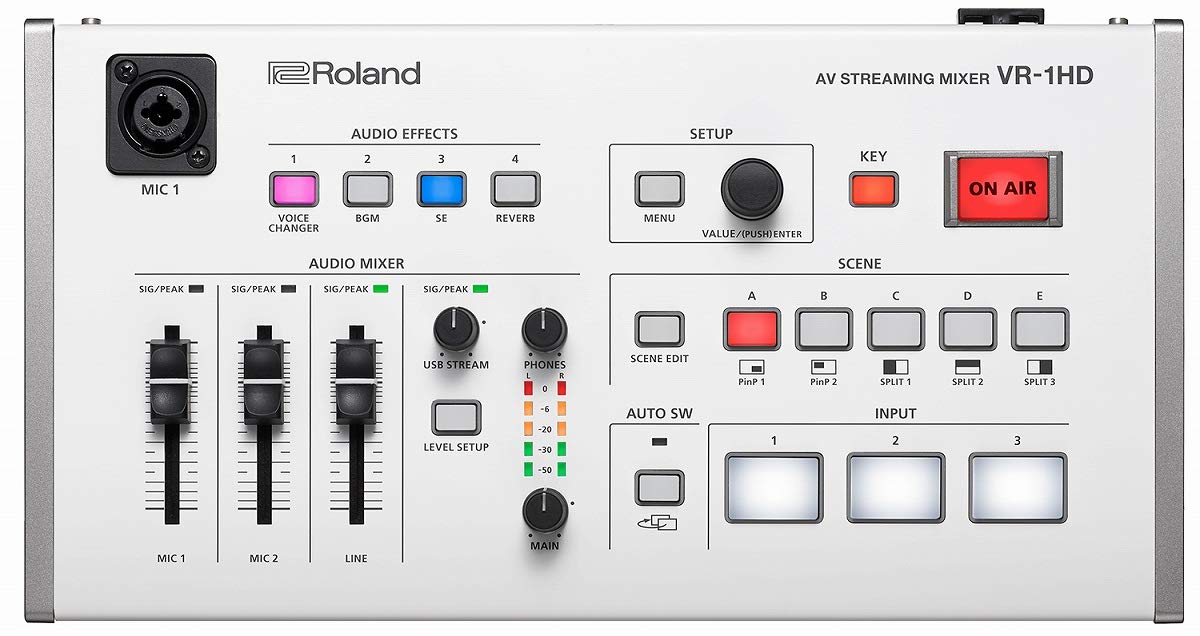 Roland
AV STREAMING MIXER VR-1HD
MIC 1
AUDIO EFFECTS
1 2 3 4
VOICE CHANGER
BGM
SE
REVERB
SETUP
MENU
VALUE/(PUSH)ENTER
KEY
ON AIR
AUDIO MIXER
SIG/PEAK SIG/PEAK SIG/PEAK SIG/PEAK
USB STREAM
PHONES
L R
0
-6
-20
-30
-50
LEVEL SETUP
MAIN
MIC 1 MIC 2 LINE
SCENE
A B C D E
SCENE EDIT
PinP 1 PinP 2 SPLIT 1 SPLIT 2 SPLIT 3
AUTO SW
INPUT
1 2 3